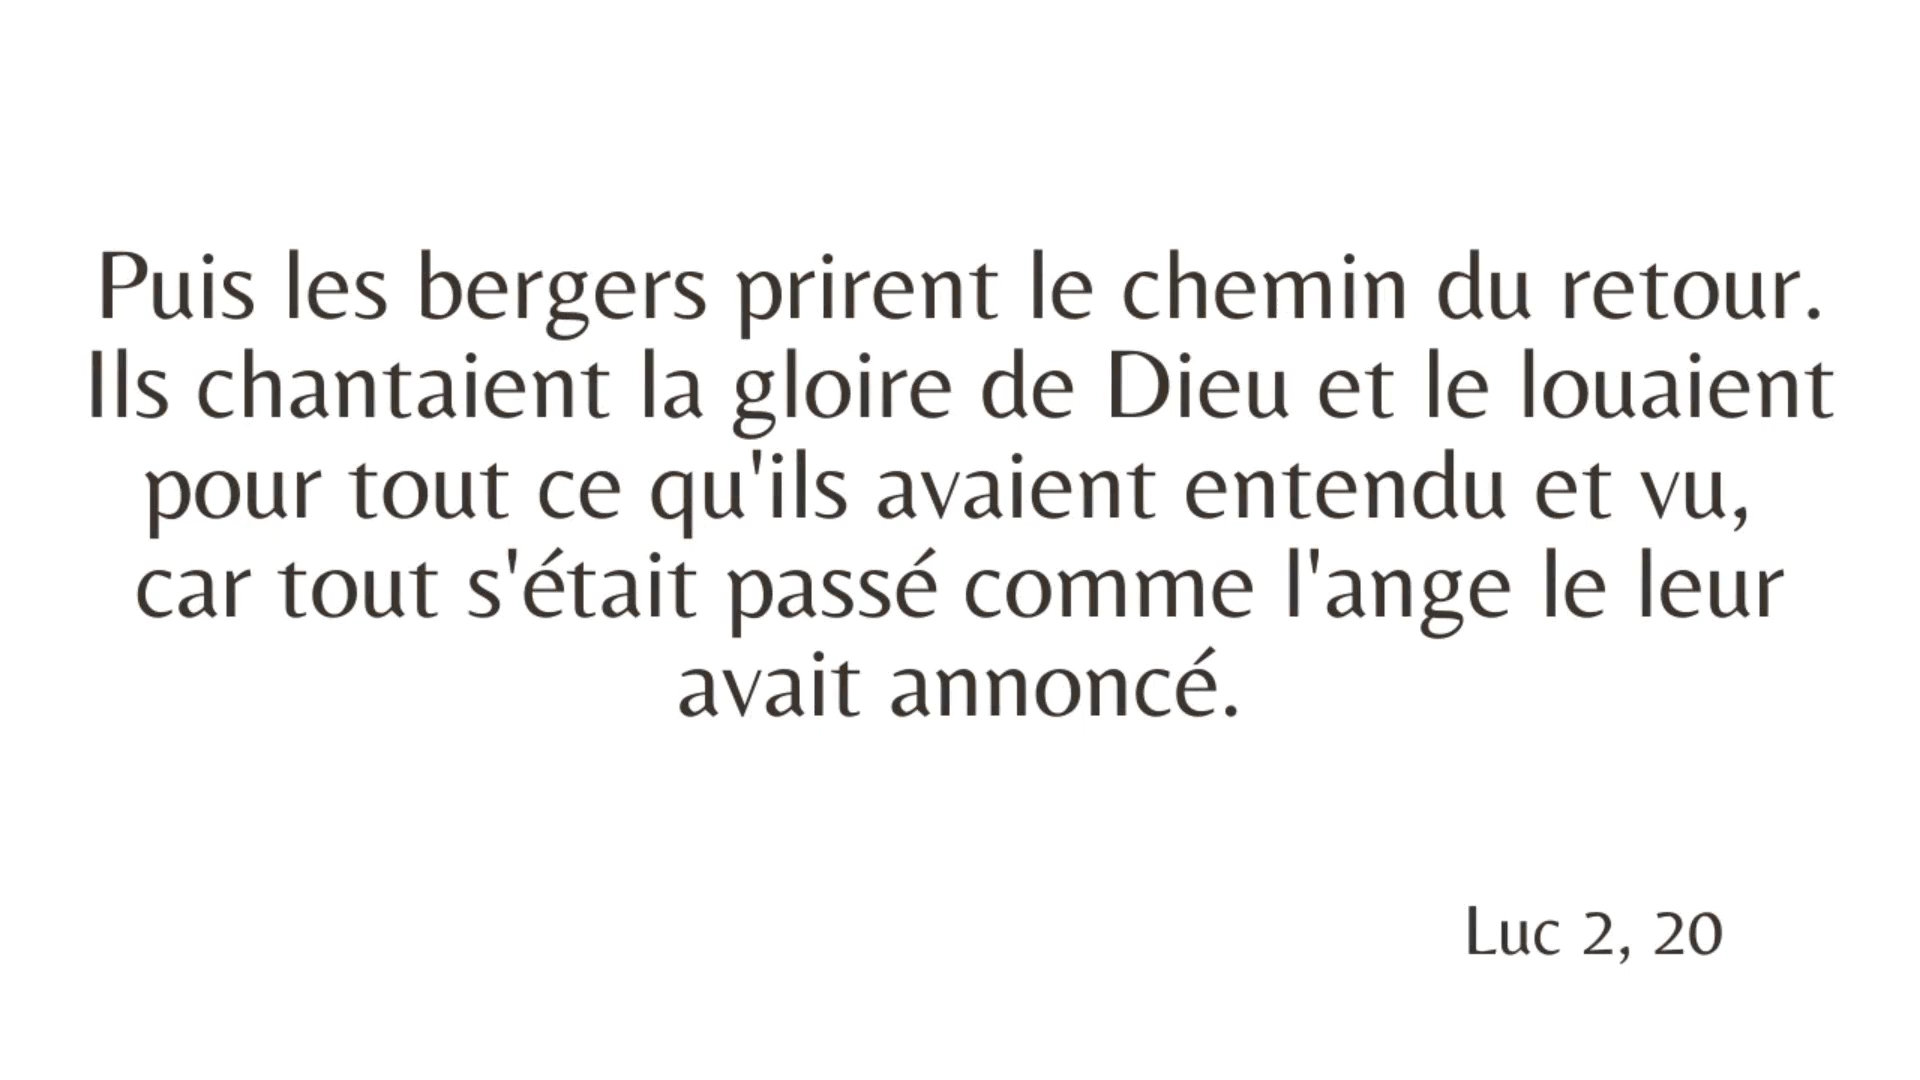 Puis les bergers prirent le chemin du retour.
Ils chantaient la gloire de Dieu et le louaient
pour tout ce qu'ils avaient entendu et vu,
car tout s'était passé comme l'ange le leur
avait annoncé.
Luc 2, 20